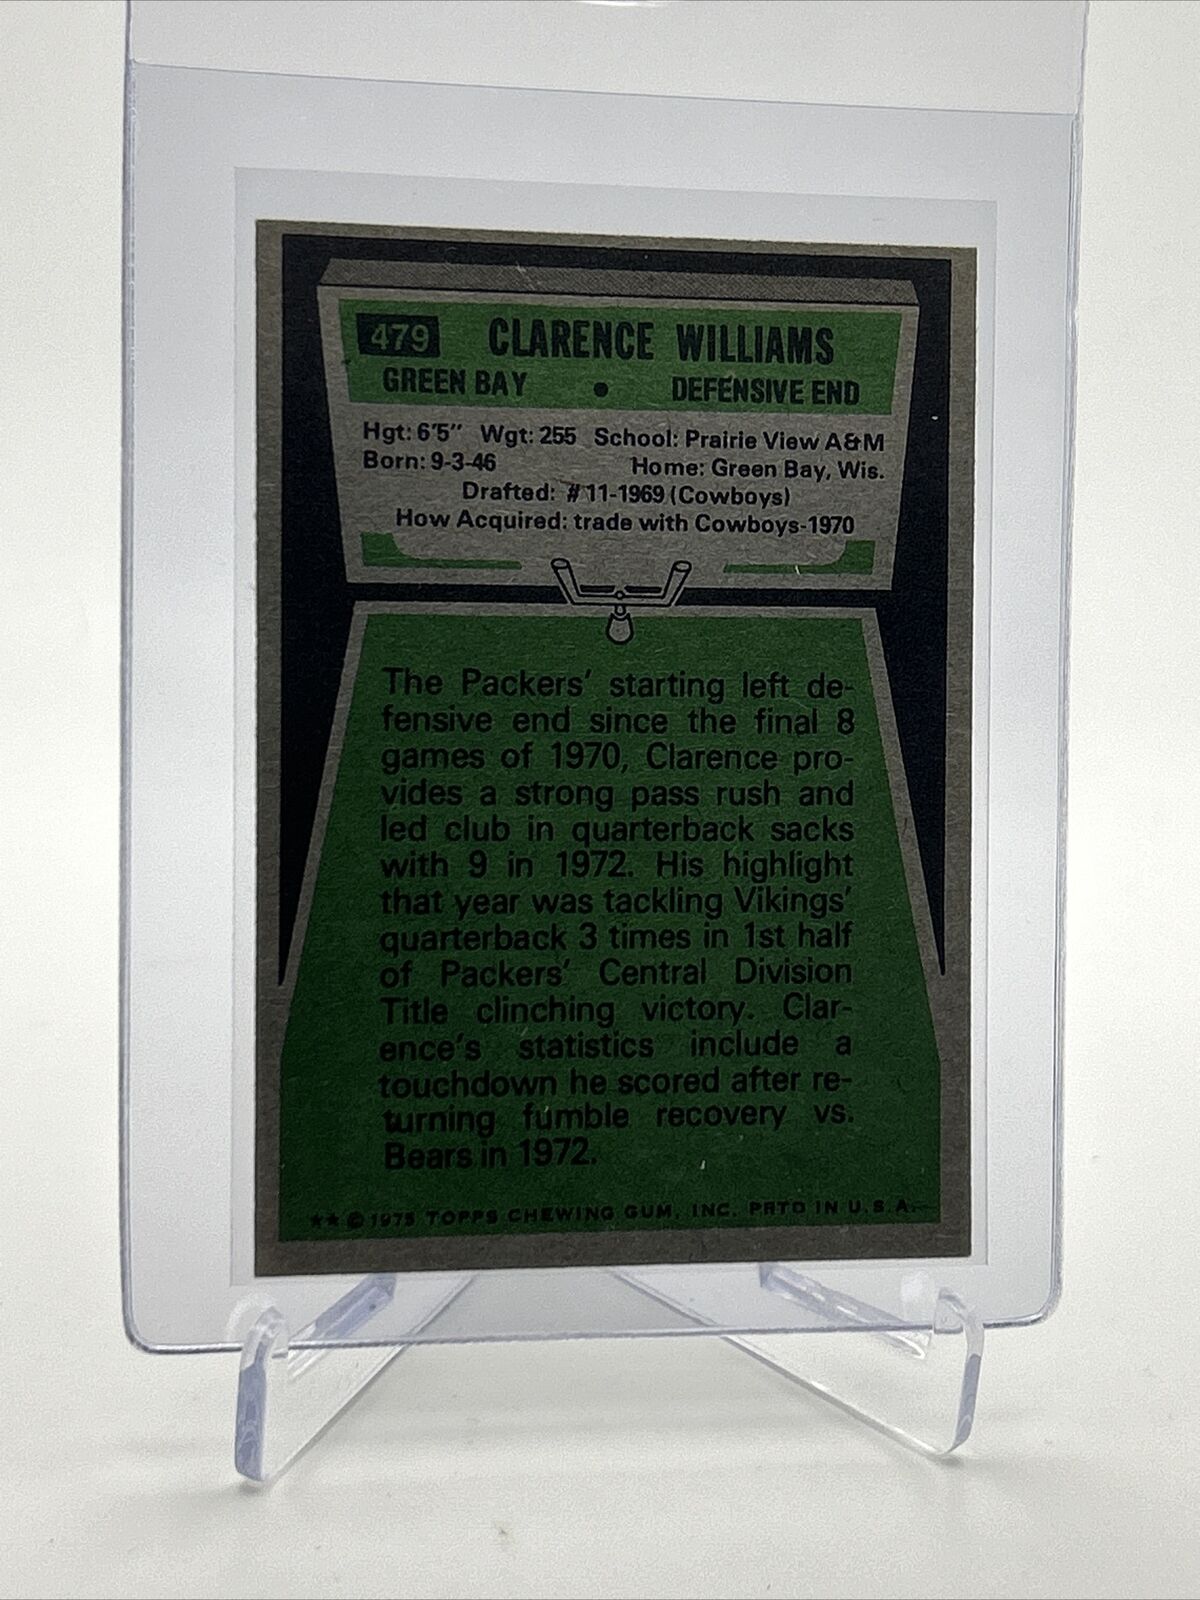 479 CLARENCE WILLIAMS
GREEN BAY • DEFENSIVE END
Hgt: 6'5" Wgt: 255 School: Prairie View A&M
Born: 9-3-46 Home: Green Bay, Wis.
Drafted: #11-1969 (Cowboys)
How Acquired: trade with Cowboys-1970
The Packers' starting left de-
fensive end since the final 8
games of 1970, Clarence pro-
vides a strong pass rush and
led club in quarterback sacks
with 9 in 1972. His highlight
that year was tackling Vikings'
quarterback 3 times in 1st half
of Packers' Central Division
Title clinching victory. Clar-
ence's statistics include a
touchdown he scored after re-
turning fumble recovery vs.
Bears in 1972.
★★ © 1975 TOPPS CHEWING GUM, INC. PRTD IN U.S.A.